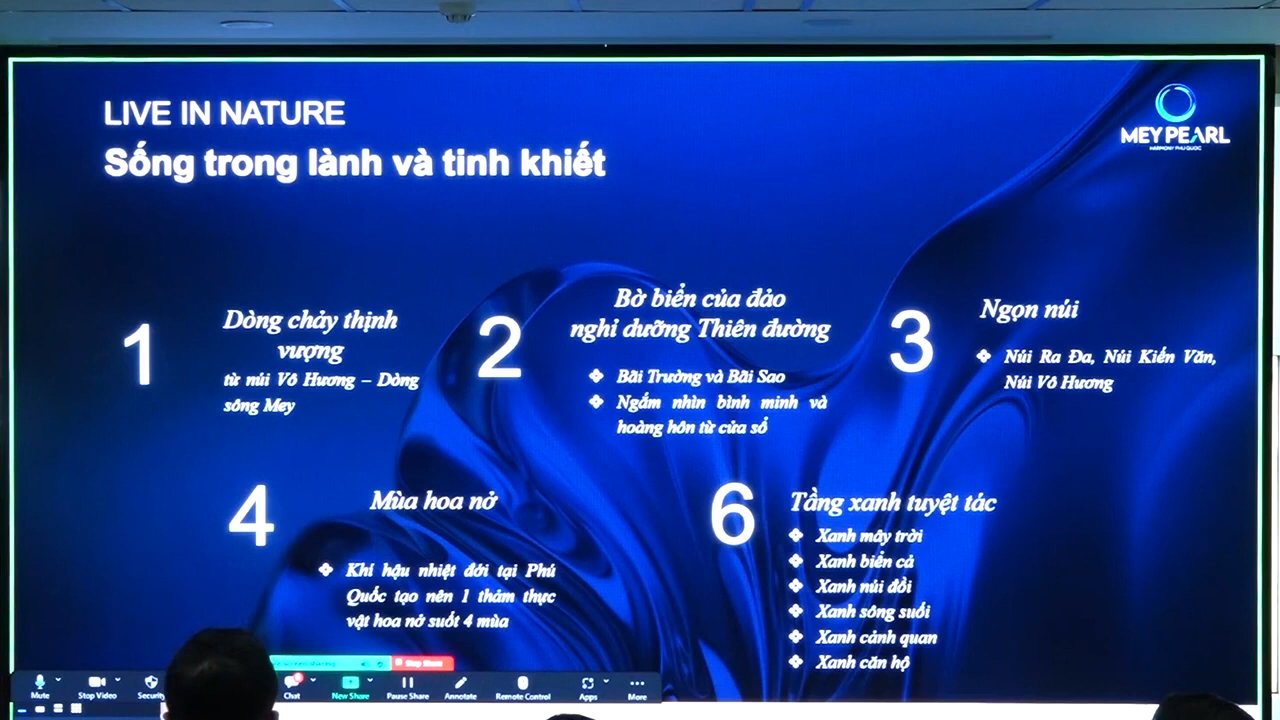 LIVE IN NATURE
Sống trong lành và tinh khiết
MEY PEARL
HARMONY PHU QUOC
1
Dòng chảy thịnh
vượng
từ núi Vô Hương – Dòng
sông Mey
2
Bờ biển của đảo
nghỉ dưỡng Thiên đường
❖ Bãi Trường và Bãi Sao
❖ Ngắm nhìn bình minh và
hoàng hôn từ cửa sổ
3
Ngọn núi
❖ Núi Ra Đa, Núi Kiến Văn,
Núi Vô Hương
4
Mùa hoa nở
❖ Khí hậu nhiệt đới tại Phú
Quốc tạo nên 1 thảm thực
vật hoa nở suốt 4 mùa
6
Tầng xanh tuyệt tác
❖ Xanh mây trời
❖ Xanh biển cả
❖ Xanh núi đồi
❖ Xanh sông suối
❖ Xanh cảnh quan
❖ Xanh căn hộ
Stop Share
Mute
Stop Video
Security
Chat
New Share
Pause Share
Annotate
Remote Control
Apps
More